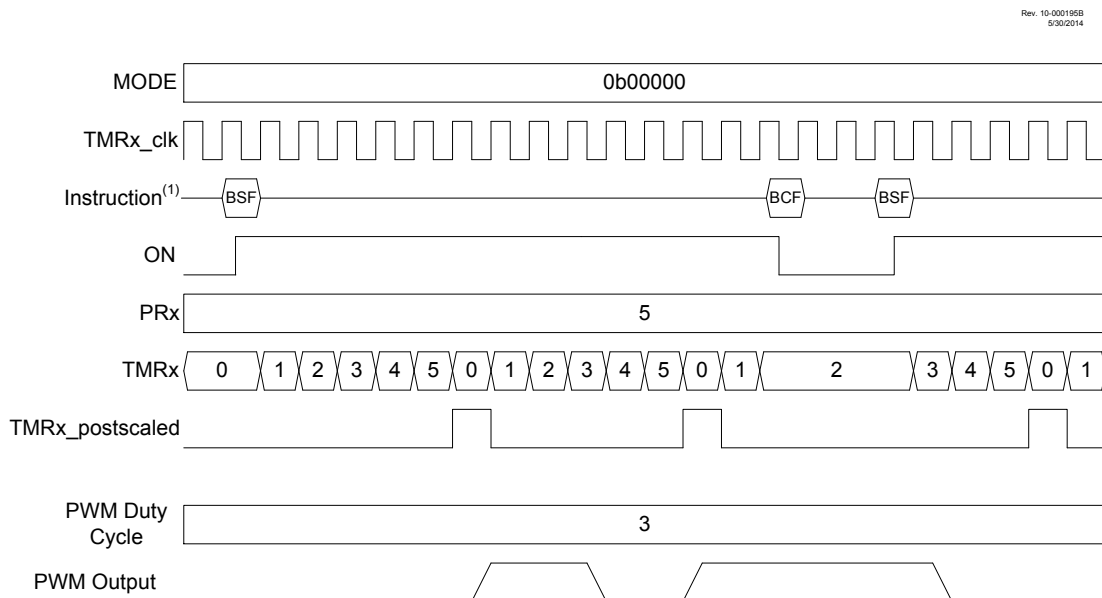 Rev. 10-000195B
5/30/2014
MODE 0b00000
TMRx_clk
Instruction(1) BSF BCF BSF
ON
PRx 5
TMRx 0 1 2 3 4 5 0 1 2 3 4 5 0 1 2 3 4 5 0 1
TMRx_postscaled
PWM Duty
Cycle 3
PWM Output